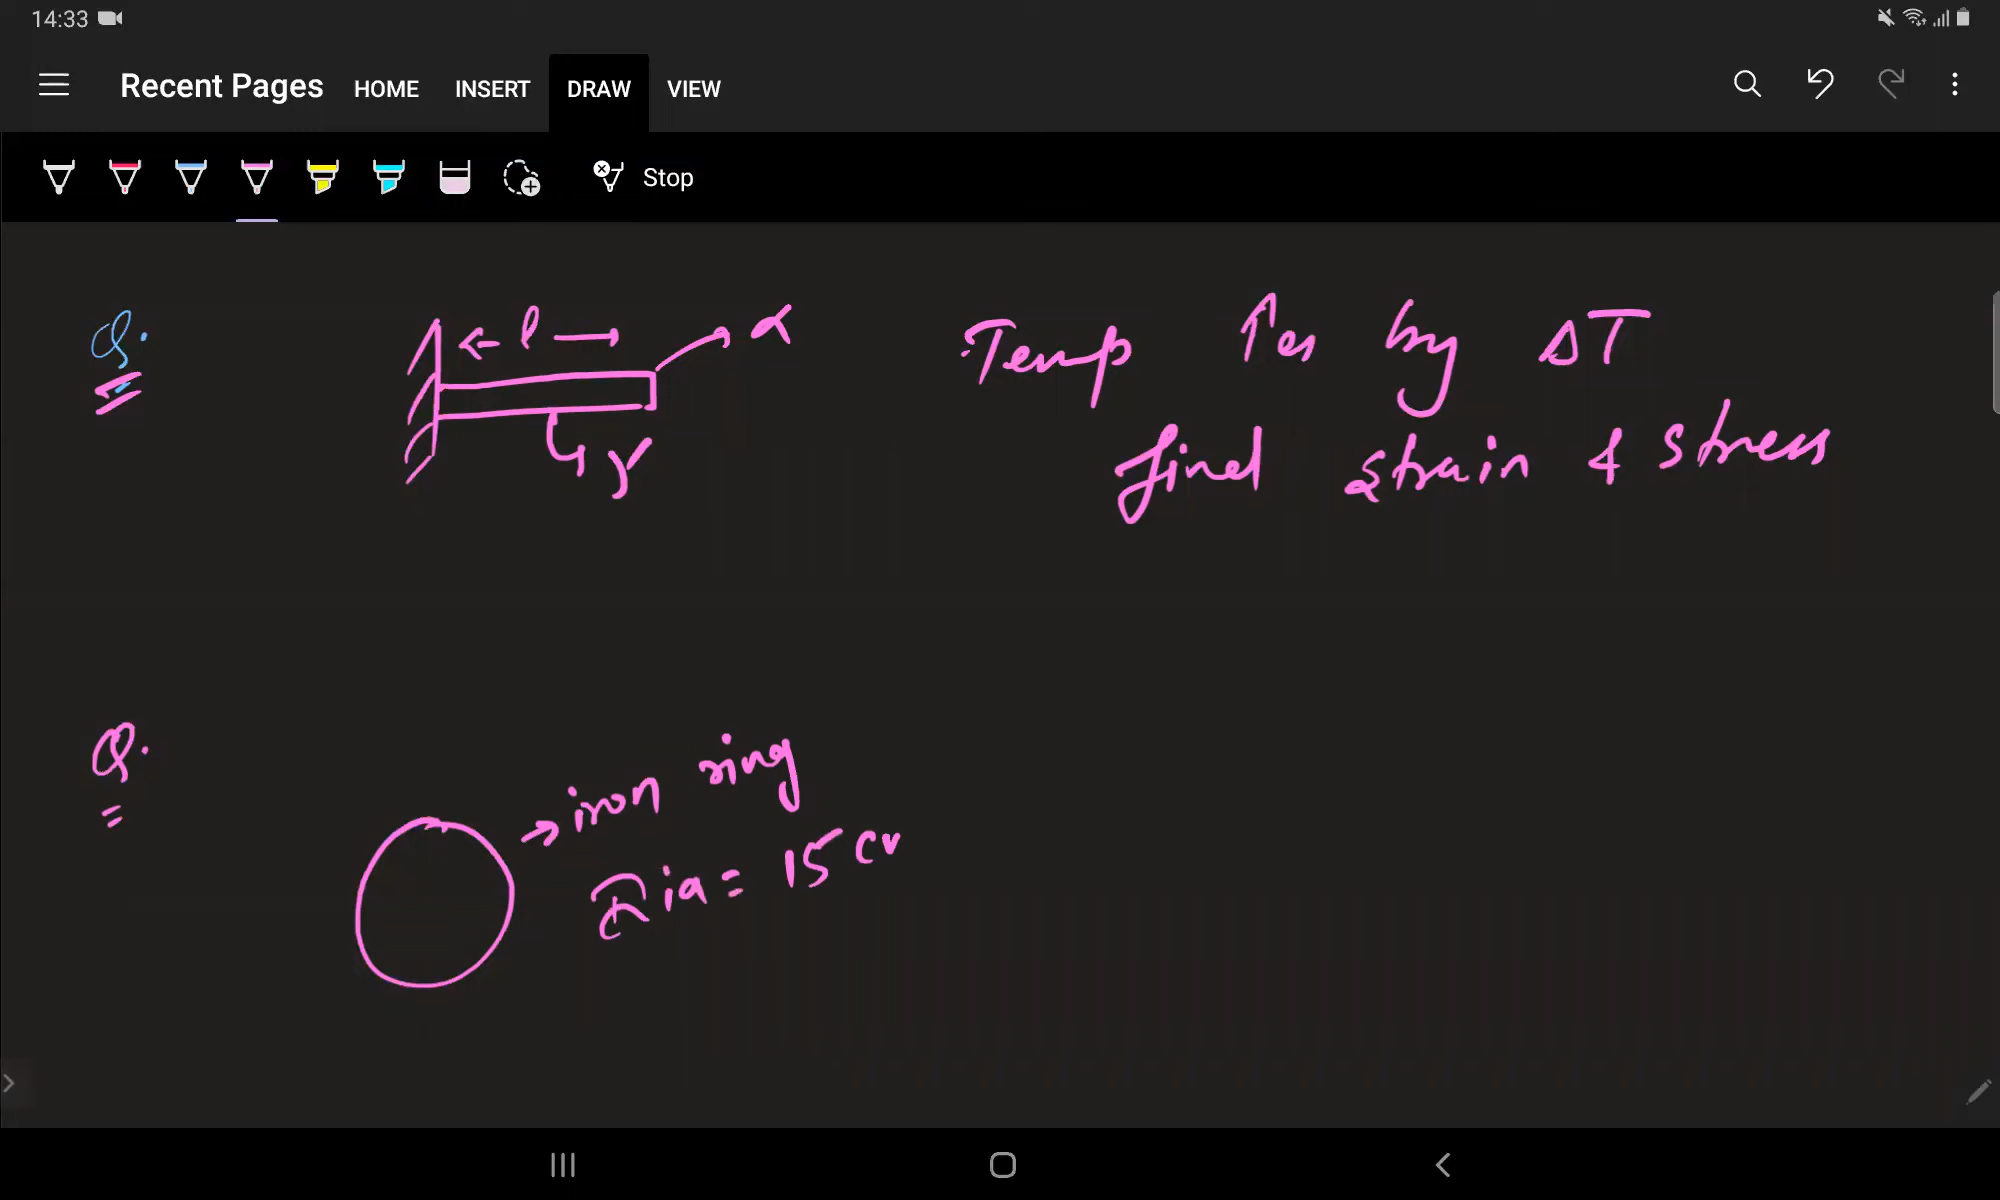 14:33
Recent Pages HOME INSERT DRAW VIEW
Stop
Q.
← l → α
Y
Temp ↑es by ΔT
find strain & stress
Q.
→ iron ring
Dia = 15 cm